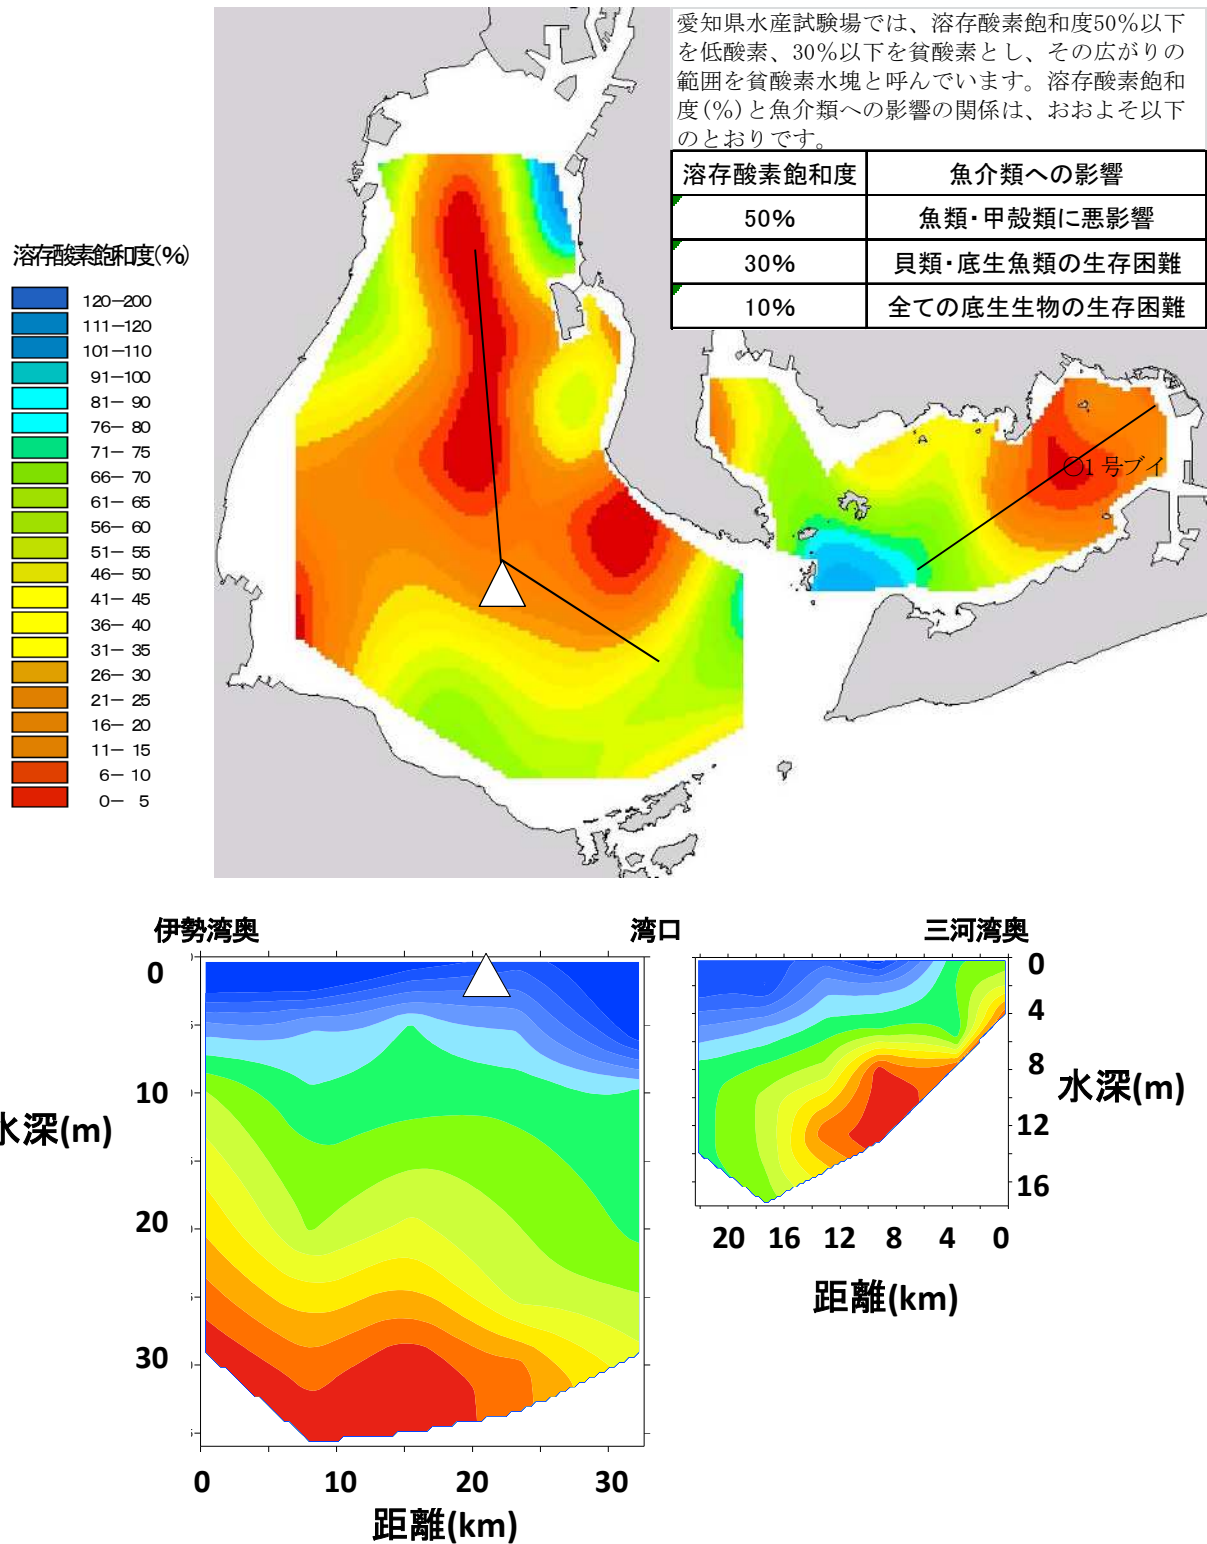 愛知県水産試験場では、溶存酸素飽和度50%以下
を低酸素、30%以下を貧酸素とし、その広がりの
範囲を貧酸素水塊と呼んでいます。溶存酸素飽和
度(%)と魚介類への影響の関係は、おおよそ以下
のとおりです。
溶存酸素飽和度 魚介類への影響
50% 魚類・甲殻類に悪影響
30% 貝類・底生魚類の生存困難
10% 全ての底生生物の生存困難
溶存酸素飽和度(%)
120-200
111-120
101-110
91-100
81- 90
76- 80
71- 75
66- 70
61- 65
56- 60
51- 55
46- 50
41- 45
36- 40
31- 35
26- 30
21- 25
16- 20
11- 15
6- 10
0- 5
○1号ブイ
伊勢湾奥 湾口 三河湾奥
0
10
水深(m)
20
30
0 10 20 30
距離(km)
0
4
8
水深(m)
12
16
20 16 12 8 4 0
距離(km)